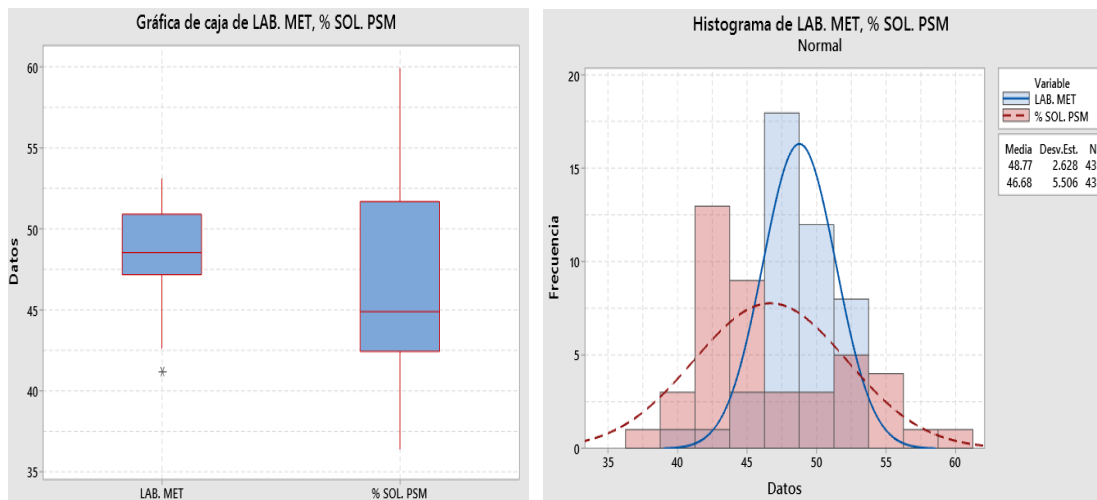 Gráfica de caja de LAB. MET, % SOL. PSM
60
55
50
45
40
35
Datos
LAB. MET
% SOL. PSM
Histograma de LAB. MET, % SOL. PSM
Normal
20
15
10
5
0
Frecuencia
35 40 45 50 55 60
Datos
Variable
LAB. MET
% SOL. PSM
Media Desv.Est. N
48.77 2.628 43
46.68 5.506 43